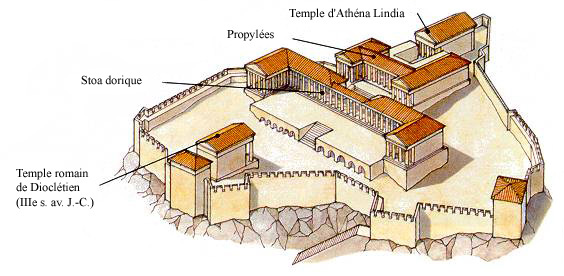 Temple d'Athéna Lindia
Propylées
Stoa dorique
Temple romain
de Dioclétien
(IIIe s. av. J.-C.)